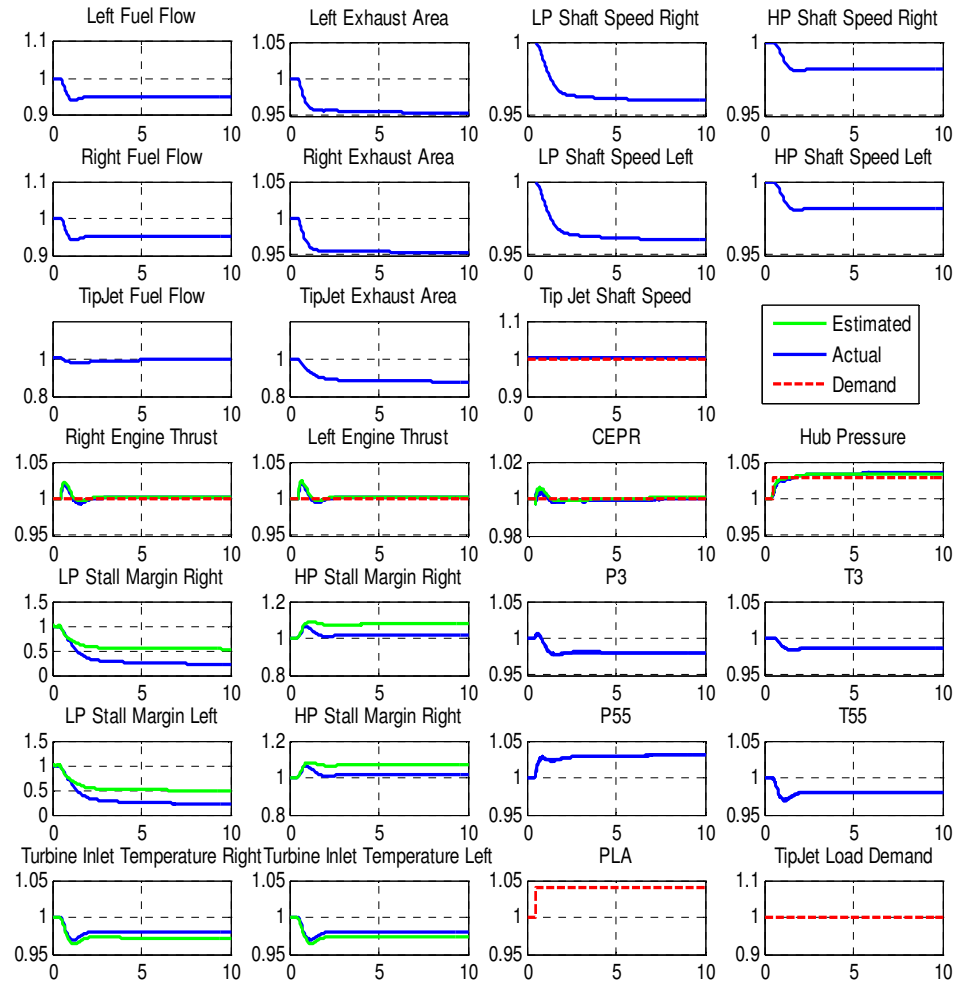 Left Fuel Flow Left Exhaust Area LP Shaft Speed Right HP Shaft Speed Right
1.1 1.05 1 1
1 1
0.9 0.95 0.95 0.95
0 5 10 0 5 10 0 5 10 0 5 10
Right Fuel Flow Right Exhaust Area LP Shaft Speed Left HP Shaft Speed Left
1.1 1.05 1 1
1 1
0.9 0.95 0.95 0.95
0 5 10 0 5 10 0 5 10 0 5 10
TipJet Fuel Flow TipJet Exhaust Area Tip Jet Shaft Speed
1.1
1 1 1
0.8 0.8 0.9
0 5 10 0 5 10 0 5 10
Estimated
Actual
Demand
Right Engine Thrust Left Engine Thrust CEPR Hub Pressure
1.05 1.05 1.02 1.05
1 1 1 1
0.95 0.95 0.98 0.95
0 5 10 0 5 10 0 5 10 0 5 10
LP Stall Margin Right HP Stall Margin Right P3 T3
1.5 1.2 1.05 1.05
1 1 1 1
0.5
0 0.8 0.95 0.95
0 5 10 0 5 10 0 5 10 0 5 10
LP Stall Margin Left HP Stall Margin Right P55 T55
1.5 1.2 1.05 1.05
1 1 1 1
0.5
0 0.8 0.95 0.95
0 5 10 0 5 10 0 5 10 0 5 10
Turbine Inlet Temperature Right Turbine Inlet Temperature Left PLA TipJet Load Demand
1.05 1.05 1.05 1.1
1 1 1 1
0.95 0.95 0.95 0.9
0 5 10 0 5 10 0 5 10 0 5 10